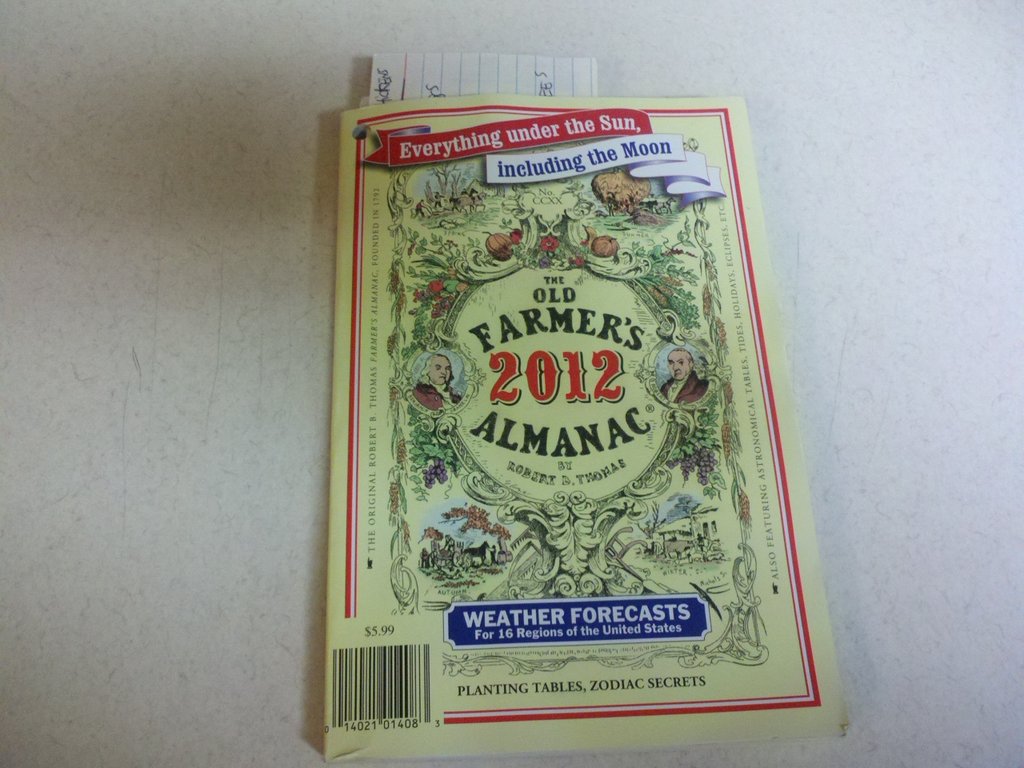 Everything under the Sun,
including the Moon
No.
CCXX
THE
OLD
FARMER'S
2012
ALMANAC®
BY
ROBERT B. THOMAS
THE ORIGINAL ROBERT B. THOMAS FARMER'S ALMANAC, FOUNDED IN 1792
ALSO FEATURING ASTRONOMICAL TABLES, TIDES, HOLIDAYS, ECLIPSES, ETC.
AUTUMN
WINTER
WEATHER FORECASTS
For 16 Regions of the United States
$5.99
PLANTING TABLES, ZODIAC SECRETS
0 14021 01408 3